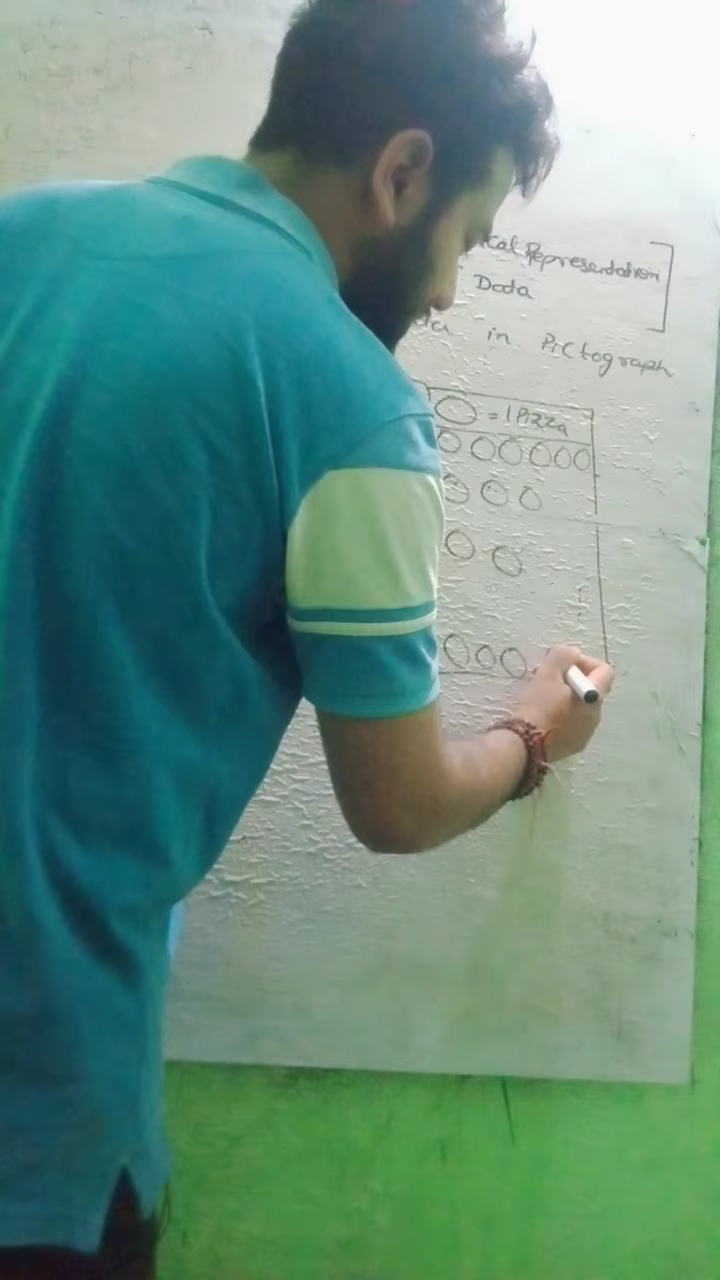 cal Representation
Data
in Pictograph
= 1 Pizza